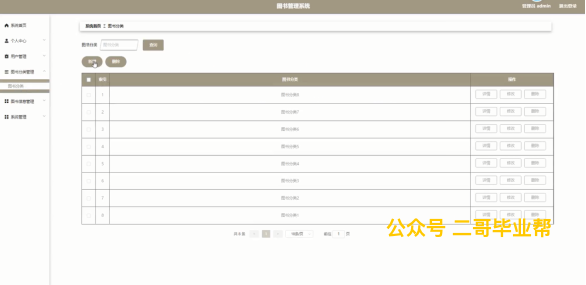 图书管理系统
管理员 admin 退出登录
系统首页
个人中心
用户管理
图书分类管理
图书分类
图书信息管理
系统管理
系统首页 图书分类
图书分类 图书分类 查询
新增 删除
序号 图书分类 操作
1 图书分类8 详情 修改 删除
2 图书分类7 详情 修改 删除
3 图书分类6 详情 修改 删除
4 图书分类5 详情 修改 删除
5 图书分类4 详情 修改 删除
6 图书分类3 详情 修改 删除
7 图书分类2 详情 修改 删除
8 图书分类1 详情 修改 删除
共 8 条 1 10条/页 前往 1 页
公众号 二哥毕业帮